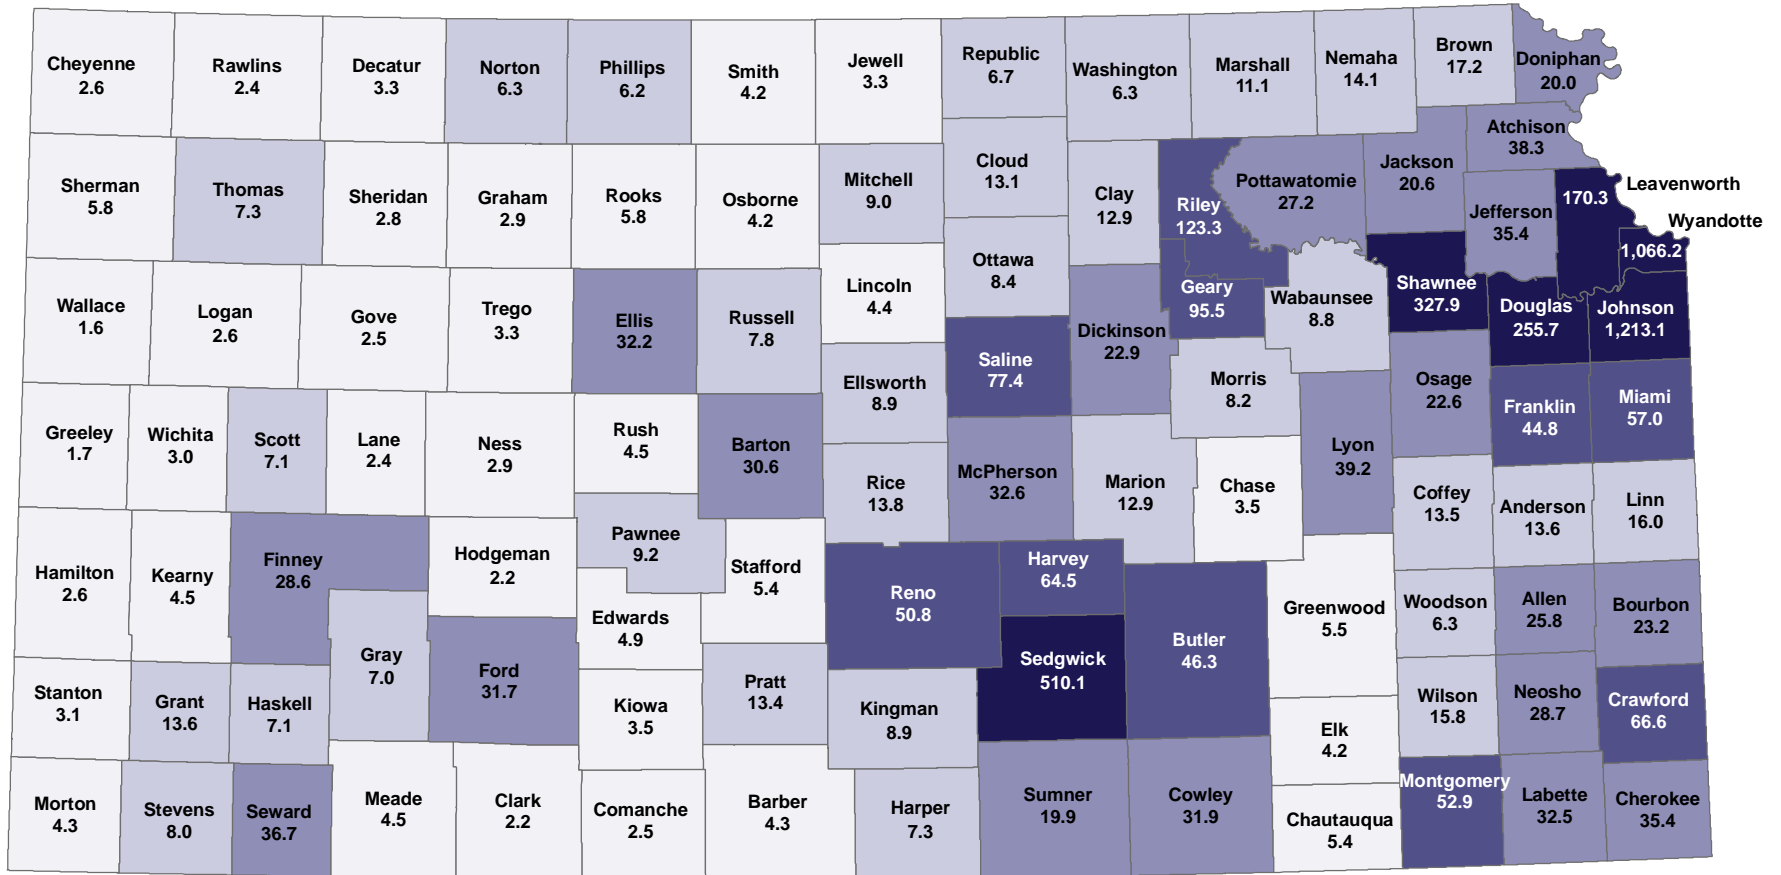 Cheyenne
2.6
Rawlins
2.4
Decatur
3.3
Norton
6.3
Phillips
6.2
Smith
4.2
Jewell
3.3
Republic
6.7
Washington
6.3
Marshall
11.1
Nemaha
14.1
Brown
17.2
Doniphan
20.0
Sherman
5.8
Thomas
7.3
Sheridan
2.8
Graham
2.9
Rooks
5.8
Osborne
4.2
Mitchell
9.0
Cloud
13.1
Clay
12.9
Riley
123.3
Pottawatomie
27.2
Jackson
20.6
Atchison
38.3
Jefferson
35.4
170.3
Leavenworth
Wyandotte
1,066.2
Wallace
1.6
Logan
2.6
Gove
2.5
Trego
3.3
Ellis
32.2
Russell
7.8
Lincoln
4.4
Ottawa
8.4
Saline
77.4
Dickinson
22.9
Geary
95.5
Wabaunsee
8.8
Shawnee
327.9
Douglas
255.7
Johnson
1,213.1
Greeley
1.7
Wichita
3.0
Scott
7.1
Lane
2.4
Ness
2.9
Rush
4.5
Barton
30.6
Ellsworth
8.9
Rice
13.8
McPherson
32.6
Marion
12.9
Morris
8.2
Chase
3.5
Lyon
39.2
Osage
22.6
Franklin
44.8
Miami
57.0
Coffey
13.5
Anderson
13.6
Linn
16.0
Hamilton
2.6
Kearny
4.5
Finney
28.6
Hodgeman
2.2
Pawnee
9.2
Stafford
5.4
Edwards
4.9
Gray
7.0
Ford
31.7
Reno
50.8
Harvey
64.5
Sedgwick
510.1
Butler
46.3
Greenwood
5.5
Woodson
6.3
Allen
25.8
Bourbon
23.2
Stanton
3.1
Grant
13.6
Haskell
7.1
Kiowa
3.5
Pratt
13.4
Kingman
8.9
Elk
4.2
Wilson
15.8
Neosho
28.7
Crawford
66.6
Morton
4.3
Stevens
8.0
Seward
36.7
Meade
4.5
Clark
2.2
Comanche
2.5
Barber
4.3
Harper
7.3
Sumner
19.9
Cowley
31.9
Chautauqua
5.4
Montgomery
52.9
Labette
32.5
Cherokee
35.4